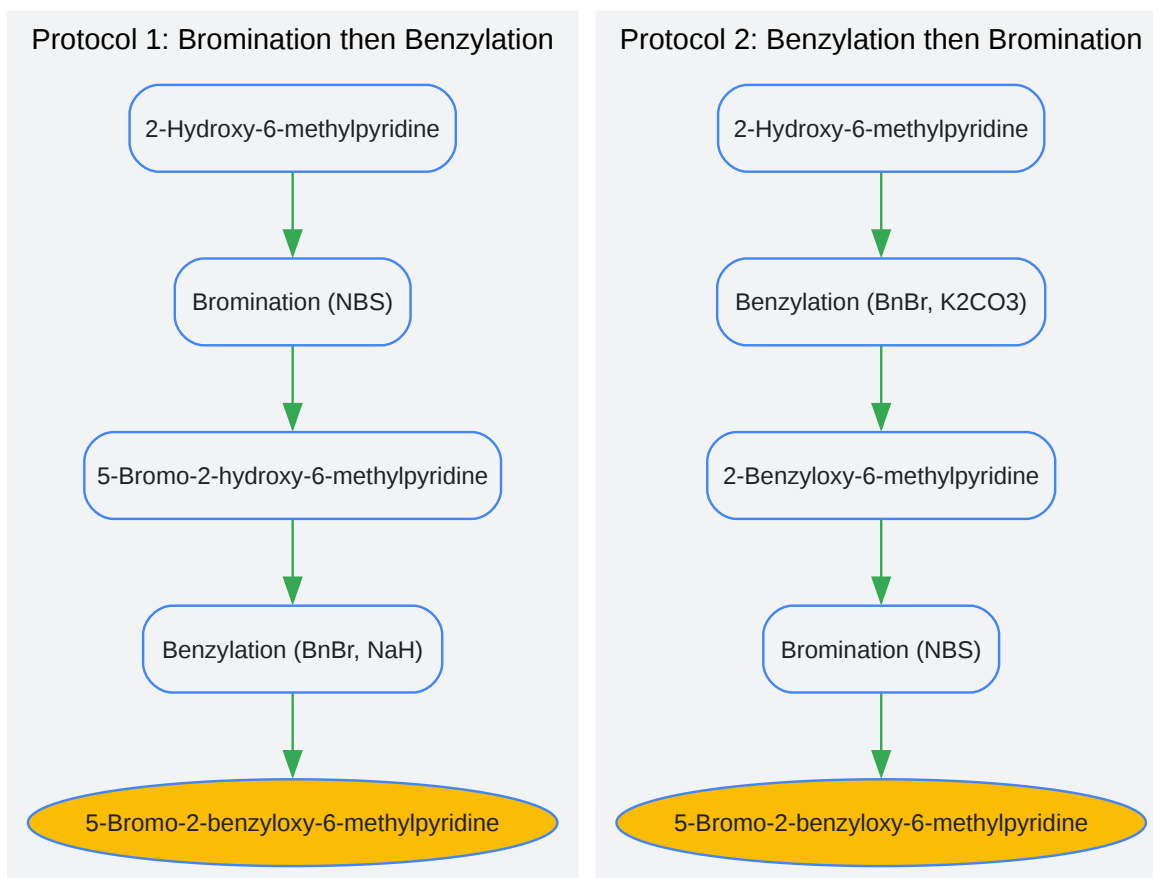 Protocol 1: Bromination then Benzylation
2-Hydroxy-6-methylpyridine
Bromination (NBS)
5-Bromo-2-hydroxy-6-methylpyridine
Benzylation (BnBr, NaH)
5-Bromo-2-benzyloxy-6-methylpyridine
Protocol 2: Benzylation then Bromination
2-Hydroxy-6-methylpyridine
Benzylation (BnBr, K2CO3)
2-Benzyloxy-6-methylpyridine
Bromination (NBS)
5-Bromo-2-benzyloxy-6-methylpyridine